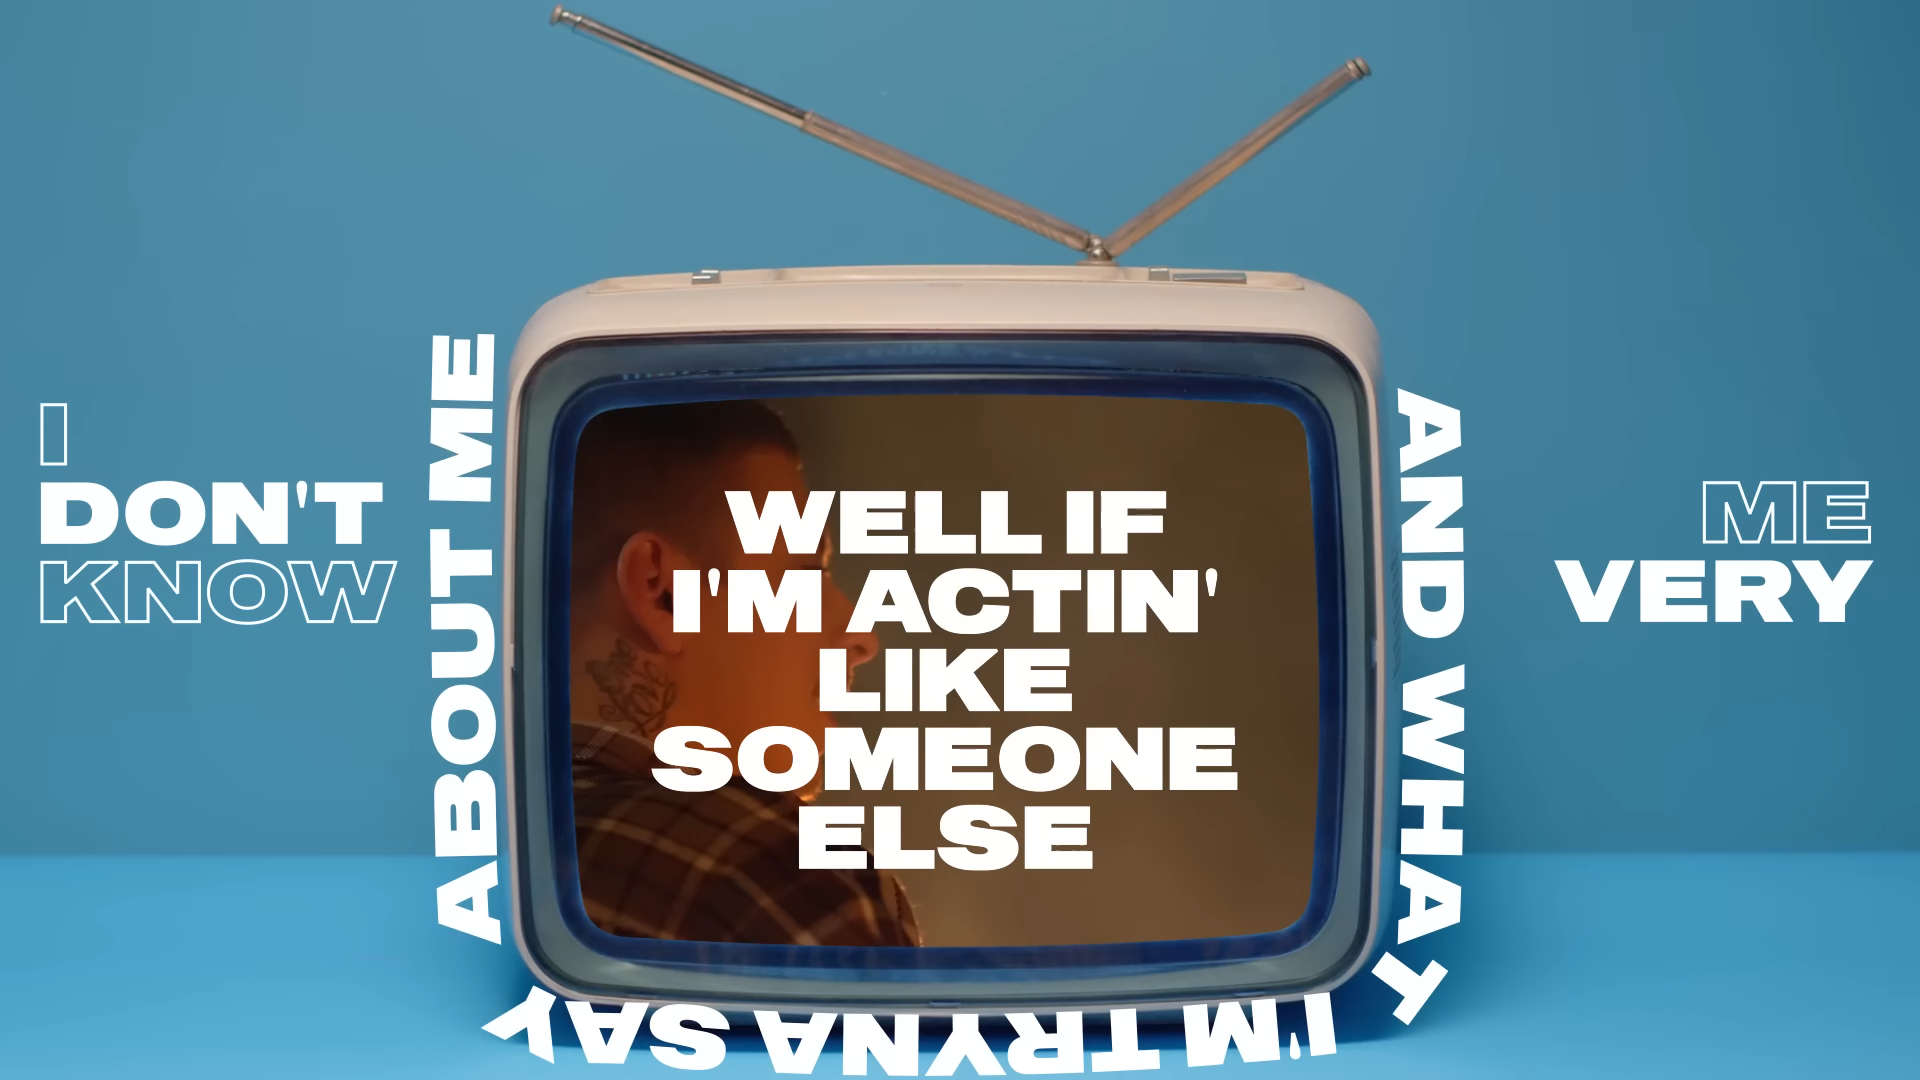 I
DON'T
KNOW
ME
VERY
WELL IF
I'M ACTIN'
LIKE
SOMEONE
ELSE
AND WHAT
I'M TRYNA SAY
ABOUT ME